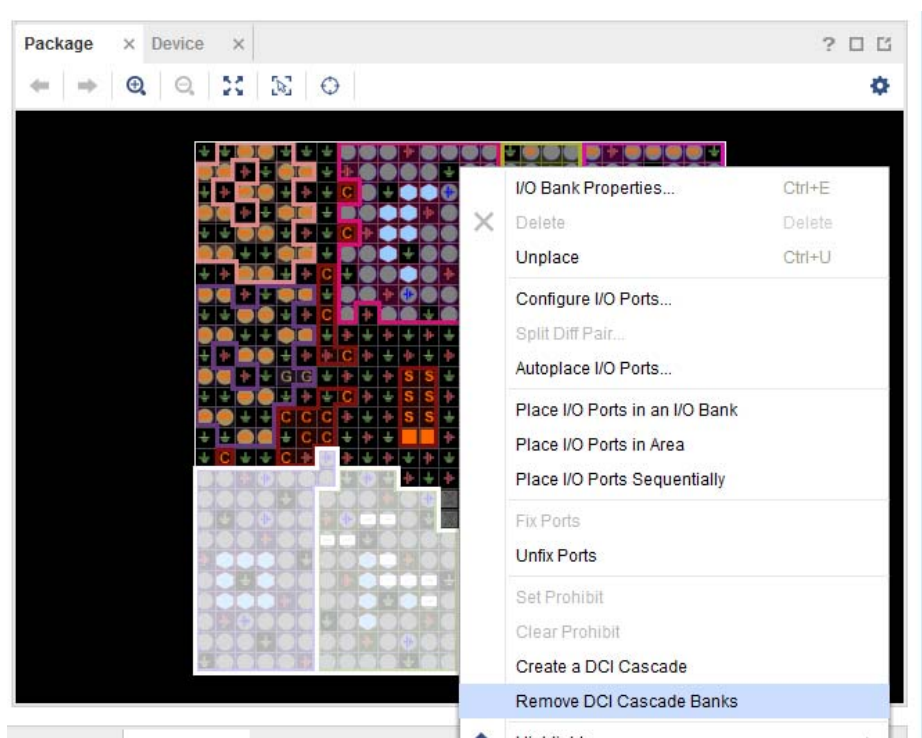 Package × Device × ?
I/O Bank Properties... Ctrl+E
Delete Delete
Unplace Ctrl+U
Configure I/O Ports...
Split Diff Pair...
Autoplace I/O Ports...
Place I/O Ports in an I/O Bank
Place I/O Ports in Area
Place I/O Ports Sequentially
Fix Ports
Unfix Ports
Set Prohibit
Clear Prohibit
Create a DCI Cascade
Remove DCI Cascade Banks
C
C
C
C
C
G G S S
C S
C C C S S
C C
C C